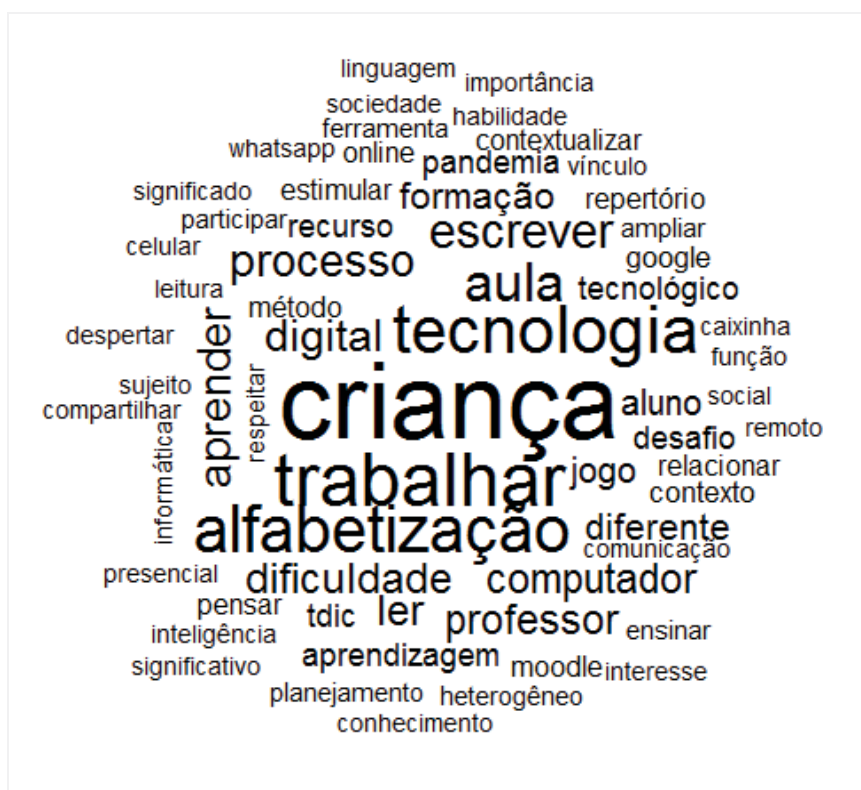 linguagem
importância
sociedade
habilidade
ferramenta
contextualizar
whatsapp online
pandemia vínculo
significado estimular formação repertório
participar recurso escrever ampliar
celular processo google
leitura aula tecnológico
método
despertar digital tecnologia caixinha
função
aprender
respeitar
sujeito criança aluno social
compartilhar desafio remoto
informática
trabalhar jogo relacionar
contexto
alfabetização diferente
comunicação
presencial dificuldade computador
pensar tdic ler professor ensinar
inteligência
significativo aprendizagem moodle interesse
planejamento heterogêneo
conhecimento